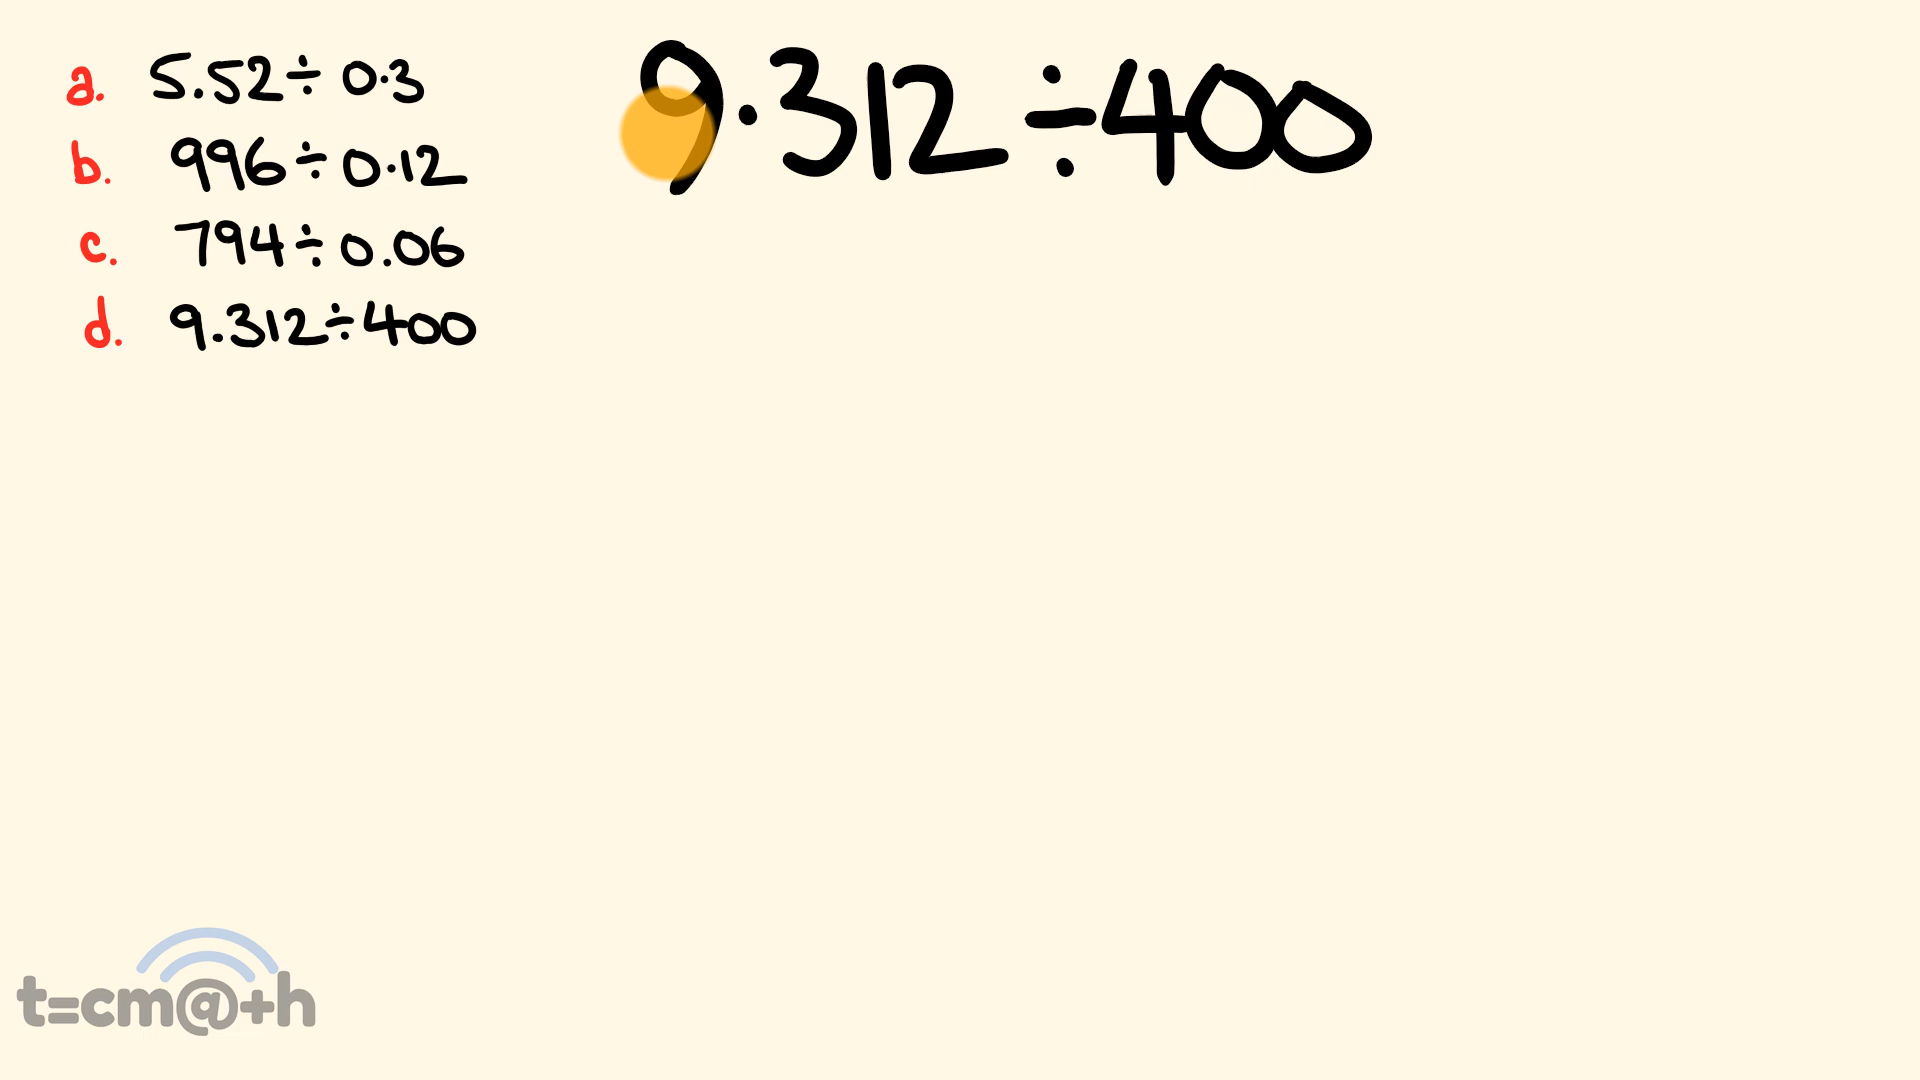 a. 5.52 ÷ 0.3
b. 996 ÷ 0.12
c. 794 ÷ 0.06
d. 9.312 ÷ 400
9.312 ÷ 400
t=cm@+h